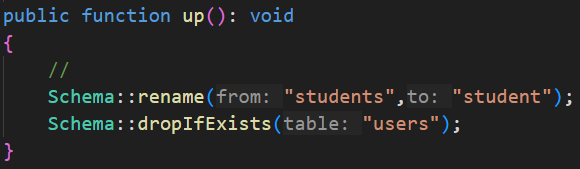 public function up(): void
{
    //
    Schema::rename(from: "students",to: "student");
    Schema::dropIfExists(table: "users");
}